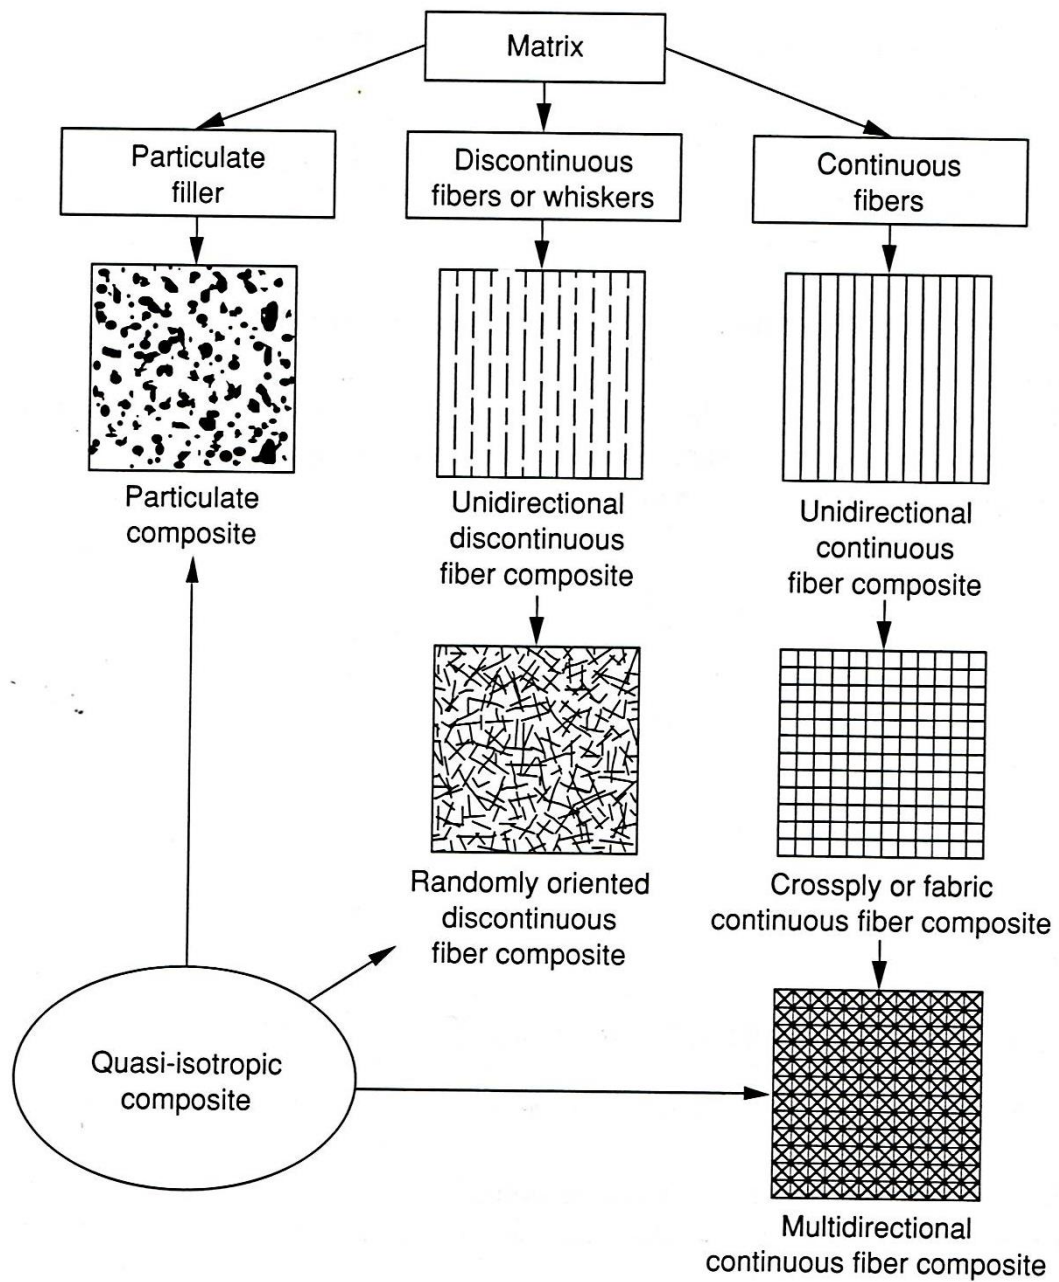 Matrix
Particulate
filler
Discontinuous
fibers or whiskers
Continuous
fibers
Particulate
composite
Unidirectional
discontinuous
fiber composite
Unidirectional
continuous
fiber composite
Randomly oriented
discontinuous
fiber composite
Crossply or fabric
continuous fiber composite
Quasi-isotropic
composite
Multidirectional
continuous fiber composite